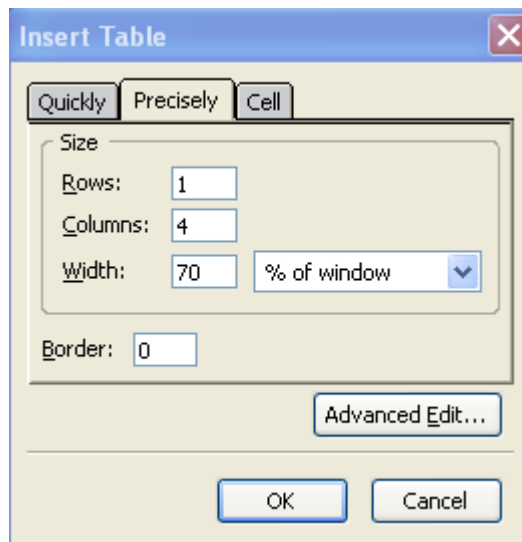 Insert Table
Quickly Precisely Cell
Size
Rows: 1
Columns: 4
Width: 70 % of window
Border: 0
Advanced Edit...
OK Cancel